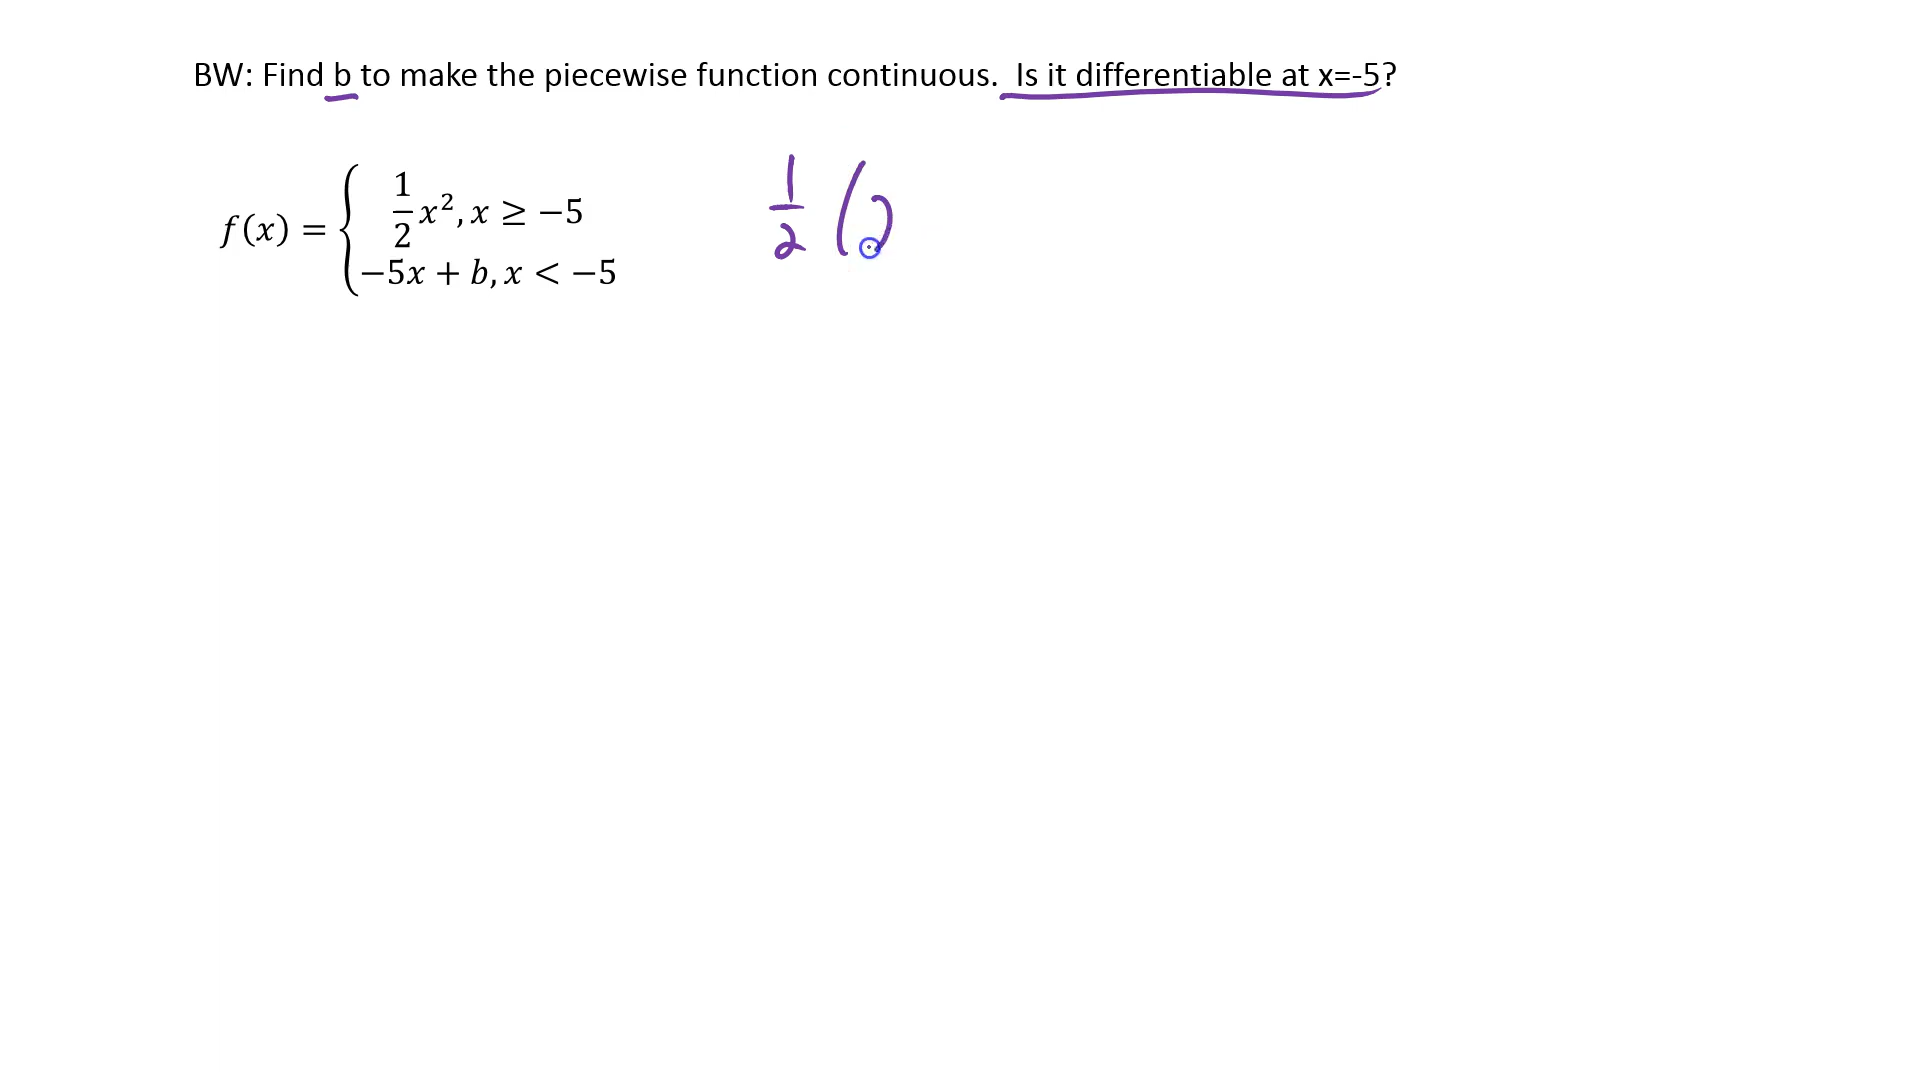 BW: Find b to make the piecewise function continuous. Is it differentiable at x=-5?
f(x) = { 1/2 x², x ≥ −5
−5x + b, x < −5
1/2 (2